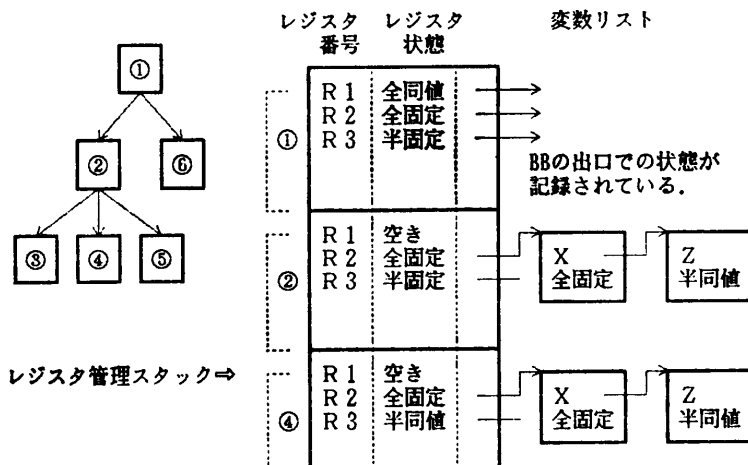 レジスタ レジスタ 変数リスト
番号 状態
①
② ⑥
③ ④ ⑤
①
R1 全同値
R2 全固定
R3 半固定
BBの出口での状態が
記録されている.
②
R1 空き
R2 全固定
R3 半固定
X
全固定
Z
半同値
レジスタ管理スタック⇒
④
R1 空き
R2 全固定
R3 半同値
X
全固定
Z
半同値